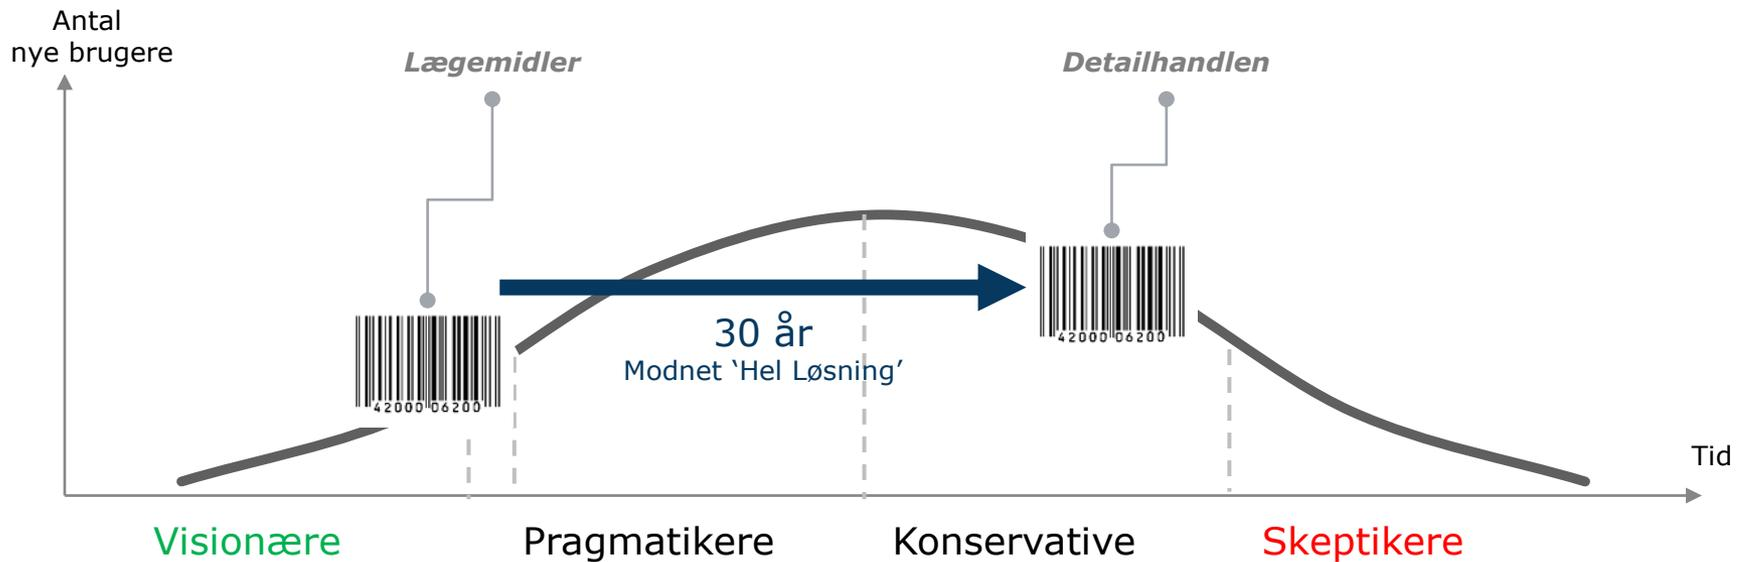 Antal
nye brugere
Lægemidler
Detailhandlen
42000 06200
42000 06200
30 år
Modnet ‘Hel Løsning’
Tid
Visionære
Pragmatikere
Konservative
Skeptikere